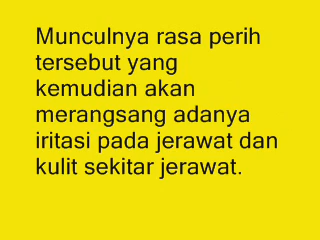 Munculnya rasa perih
tersebut yang
kemudian akan
merangsang adanya
iritasi pada jerawat dan
kulit sekitar jerawat.